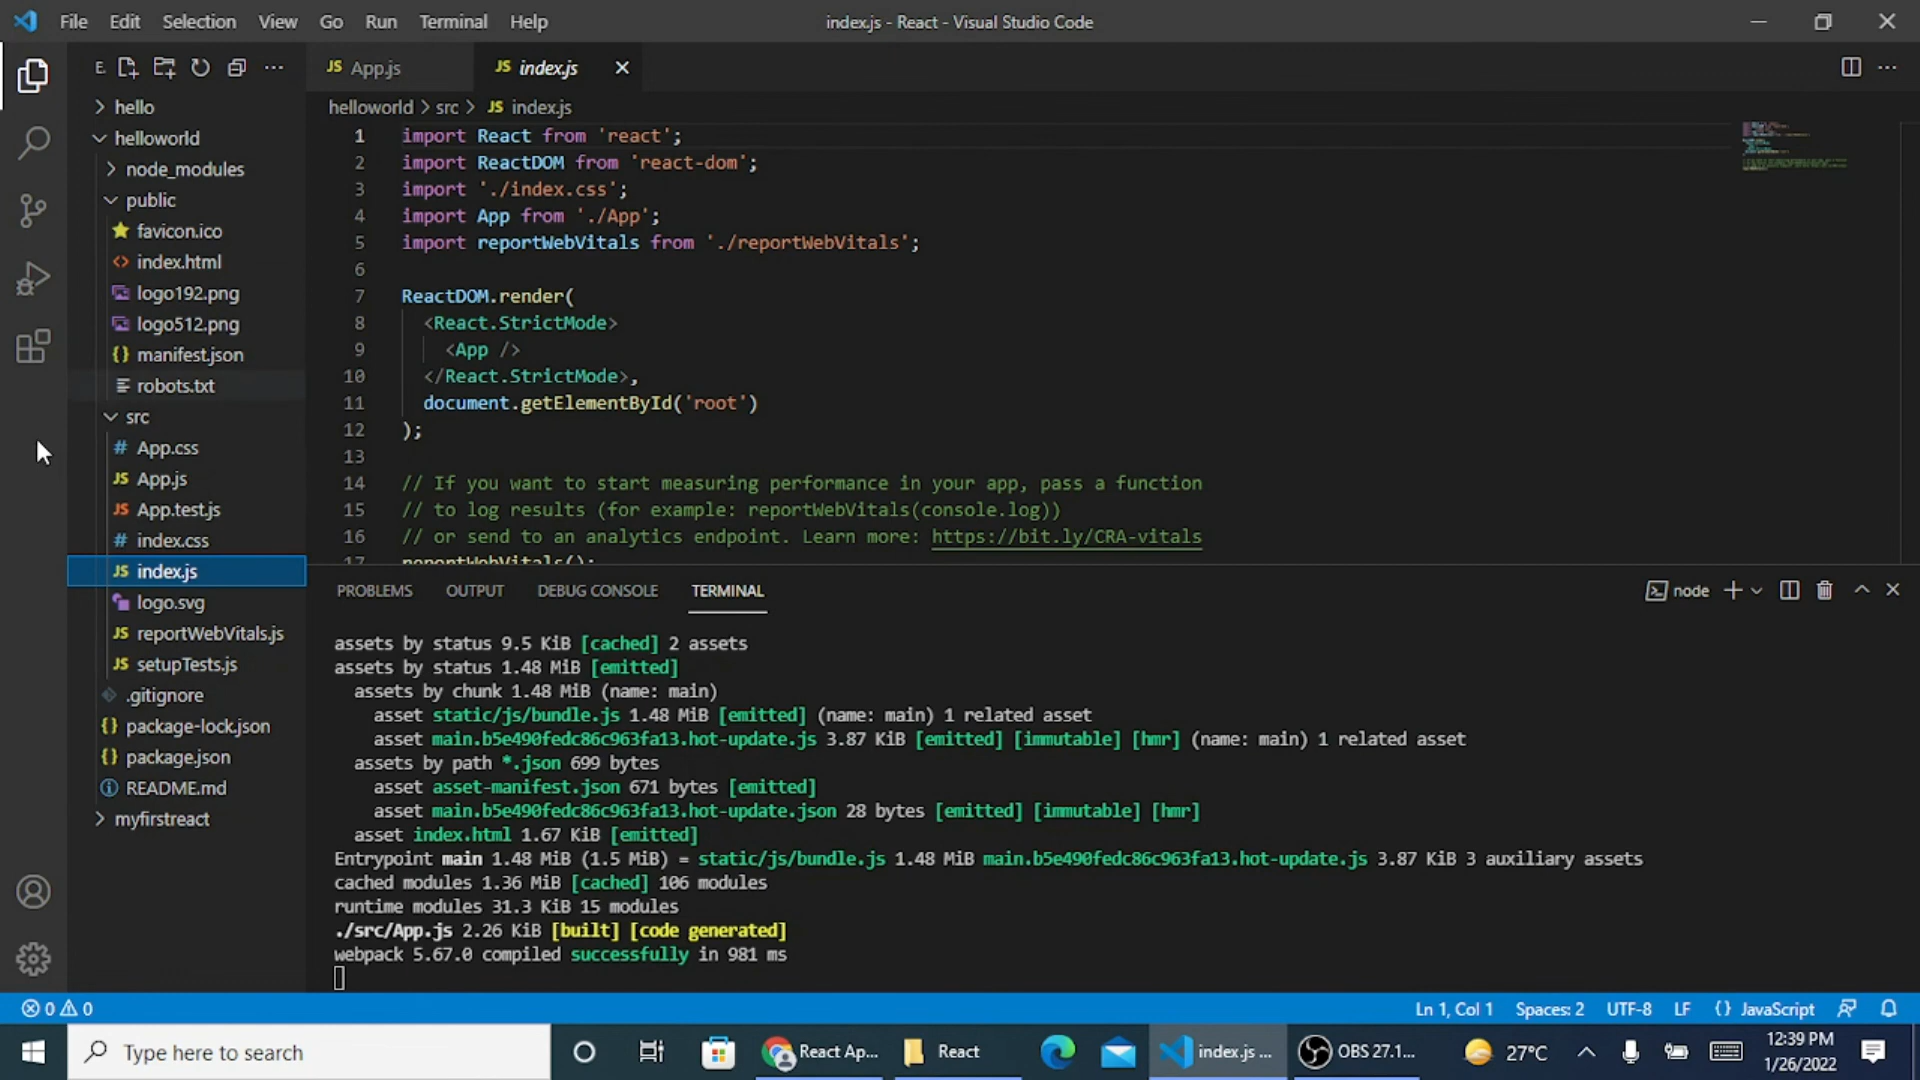 File Edit Selection View Go Run Terminal Help
index.js - React - Visual Studio Code
E
JS App.js
JS index.js
hello
helloworld
node_modules
public
favicon.ico
index.html
logo192.png
logo512.png
manifest.json
robots.txt
src
# App.css
JS App.js
JS App.test.js
# index.css
JS index.js
logo.svg
JS reportWebVitals.js
JS setupTests.js
.gitignore
{} package-lock.json
{} package.json
README.md
myfirstreact
helloworld > src > JS index.js
1 import React from 'react';
2 import ReactDOM from 'react-dom';
3 import './index.css';
4 import App from './App';
5 import reportWebVitals from './reportWebVitals';
6
7 ReactDOM.render(
8 <React.StrictMode>
9 <App />
10 </React.StrictMode>,
11 document.getElementById('root')
12 );
13
14 // If you want to start measuring performance in your app, pass a function
15 // to log results (for example: reportWebVitals(console.log))
16 // or send to an analytics endpoint. Learn more: https://bit.ly/CRA-vitals
17 reportWebVitals();
PROBLEMS OUTPUT DEBUG CONSOLE TERMINAL
node
assets by status 9.5 KiB [cached] 2 assets
assets by status 1.48 MiB [emitted]
assets by chunk 1.48 MiB (name: main)
asset static/js/bundle.js 1.48 MiB [emitted] (name: main) 1 related asset
asset main.b5e490fedc86c963fa13.hot-update.js 3.87 KiB [emitted] [immutable] [hmr] (name: main) 1 related asset
assets by path *.json 699 bytes
asset asset-manifest.json 671 bytes [emitted]
asset main.b5e490fedc86c963fa13.hot-update.json 28 bytes [emitted] [immutable] [hmr]
asset index.html 1.67 KiB [emitted]
Entrypoint main 1.48 MiB (1.5 MiB) = static/js/bundle.js 1.48 MiB main.b5e490fedc86c963fa13.hot-update.js 3.87 KiB 3 auxiliary assets
cached modules 1.36 MiB [cached] 106 modules
runtime modules 31.3 KiB 15 modules
./src/App.js 2.26 KiB [built] [code generated]
webpack 5.67.0 compiled successfully in 981 ms
0 0
Ln 1, Col 1 Spaces: 2 UTF-8 LF {} JavaScript
Type here to search
React Ap...
React
index.js ...
OBS 27.1...
27°C
12:39 PM
1/26/2022